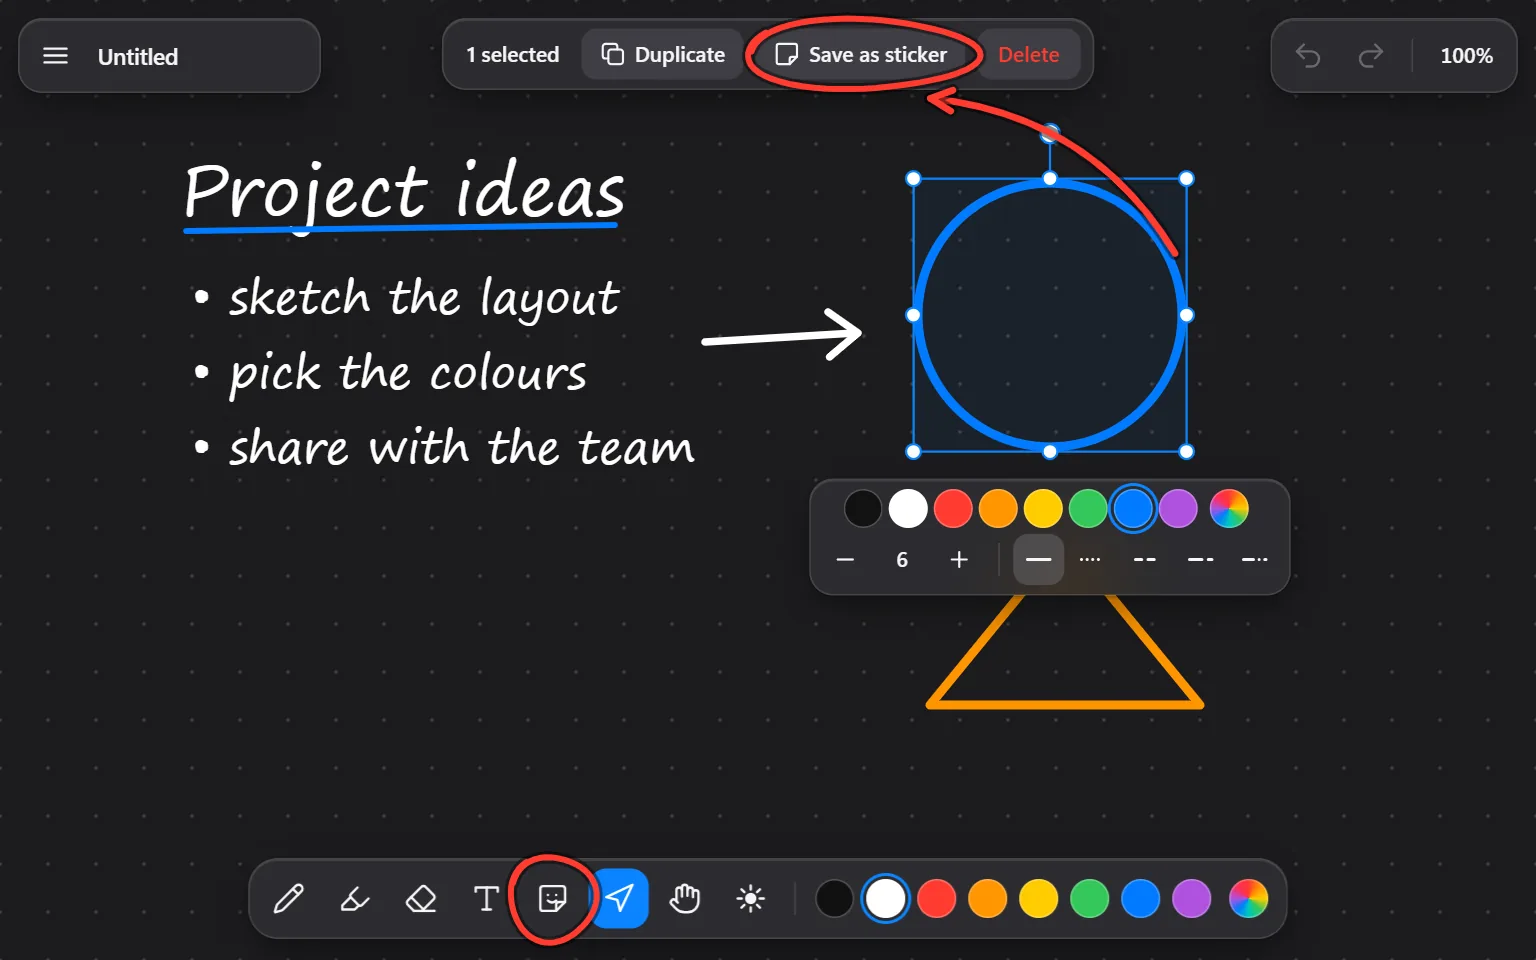 Untitled
1 selected
Duplicate
Save as sticker
Delete
100%
Project ideas
• sketch the layout
• pick the colours
• share with the team
6
T